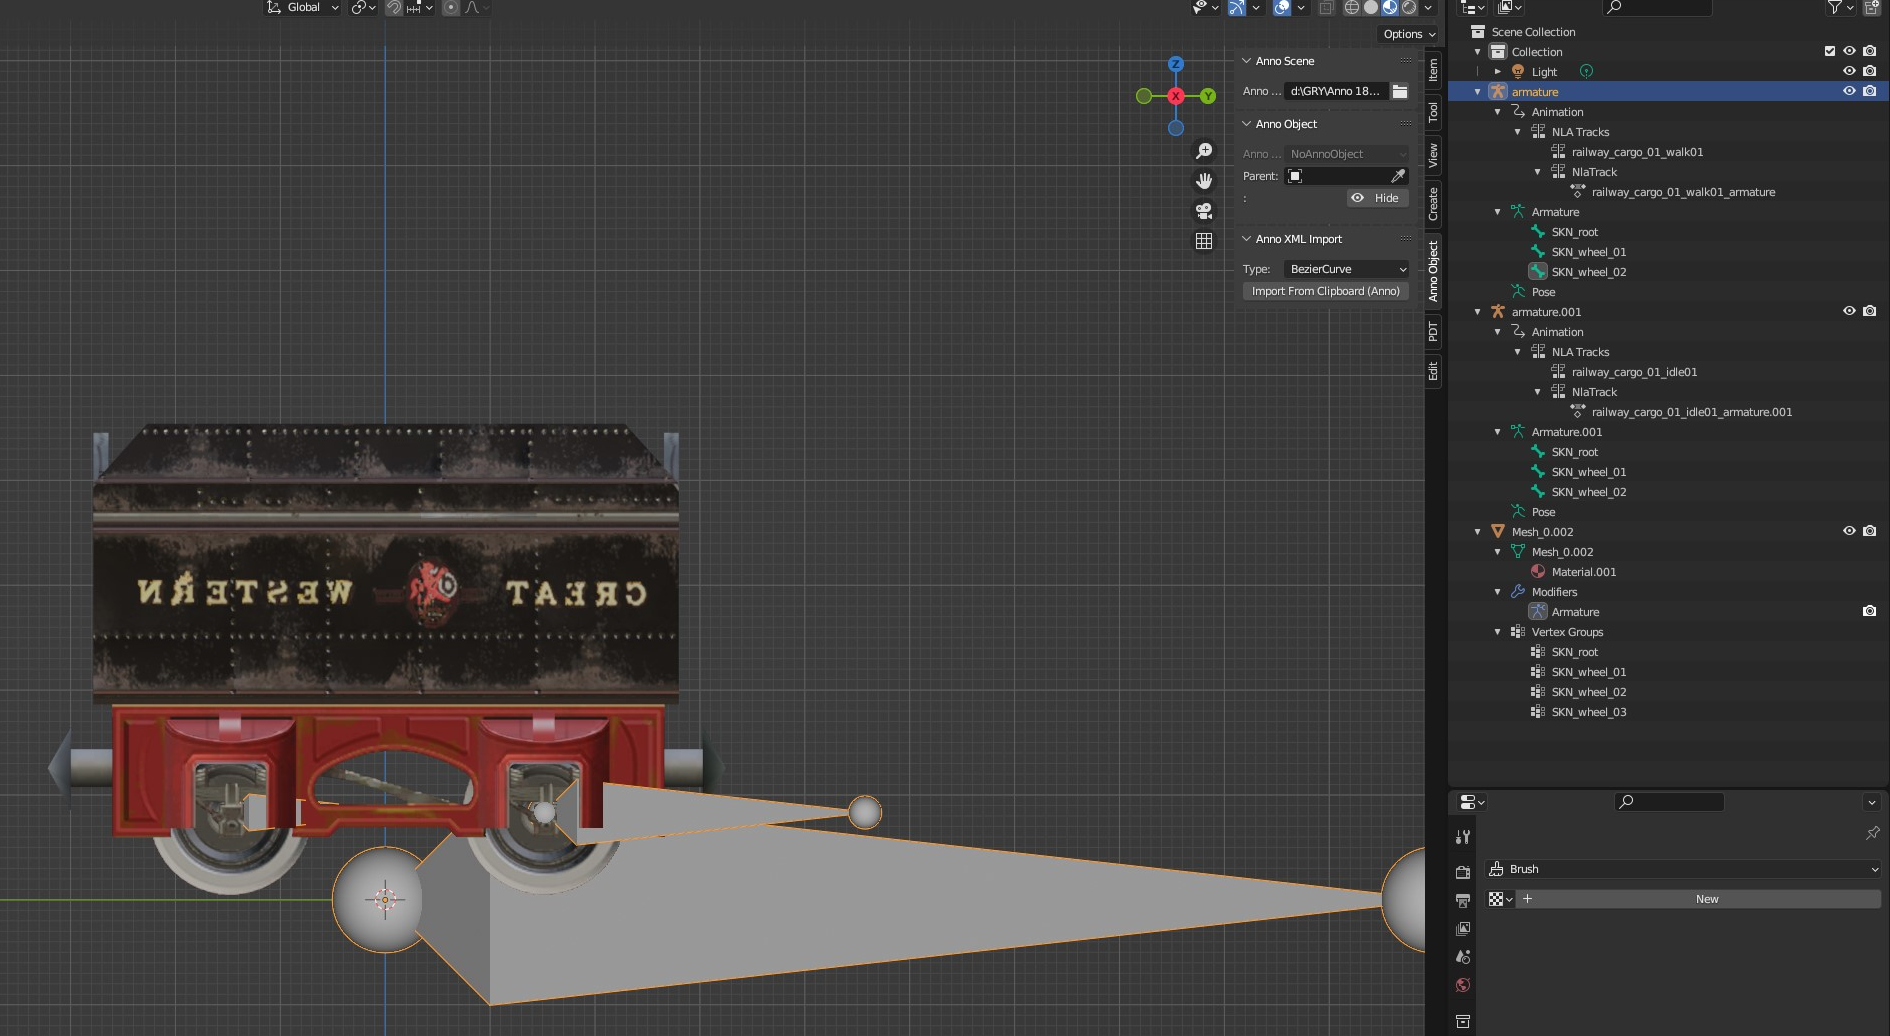 Global
Options
Z
X
Y
Anno Scene
Anno ... d:\GRY\Anno 18...
Anno Object
Anno ... NoAnnoObject
Parent:
: Hide
Anno XML Import
Type: BezierCurve
Import From Clipboard (Anno)
Item
Tool
View
Create
Anno Object
PDT
Edit
GREAT WESTERN
Scene Collection
Collection
Light
armature
Animation
NLA Tracks
railway_cargo_01_walk01
NlaTrack
railway_cargo_01_walk01_armature
Armature
SKN_root
SKN_wheel_01
SKN_wheel_02
Pose
armature.001
Animation
NLA Tracks
railway_cargo_01_idle01
NlaTrack
railway_cargo_01_idle01_armature.001
Armature.001
SKN_root
SKN_wheel_01
SKN_wheel_02
Pose
Mesh_0.002
Mesh_0.002
Material.001
Modifiers
Armature
Vertex Groups
SKN_root
SKN_wheel_01
SKN_wheel_02
SKN_wheel_03
Brush
+ New